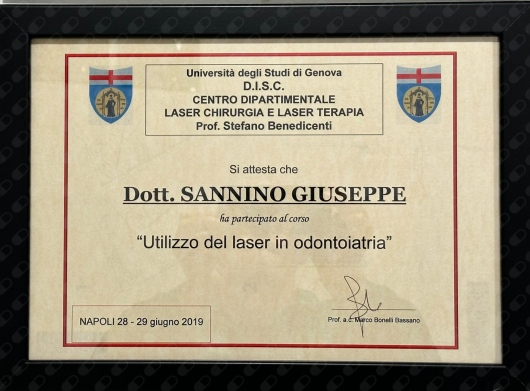 Università degli Studi di Genova
D.I.S.C.
CENTRO DIPARTIMENTALE
LASER CHIRURGIA E LASER TERAPIA
Prof. Stefano Benedicenti
Si attesta che
Dott. SANNINO GIUSEPPE
ha partecipato al corso
“Utilizzo del laser in odontoiatria”
Prof. a.c. Marco Bonelli Bassano
NAPOLI 28 - 29 giugno 2019